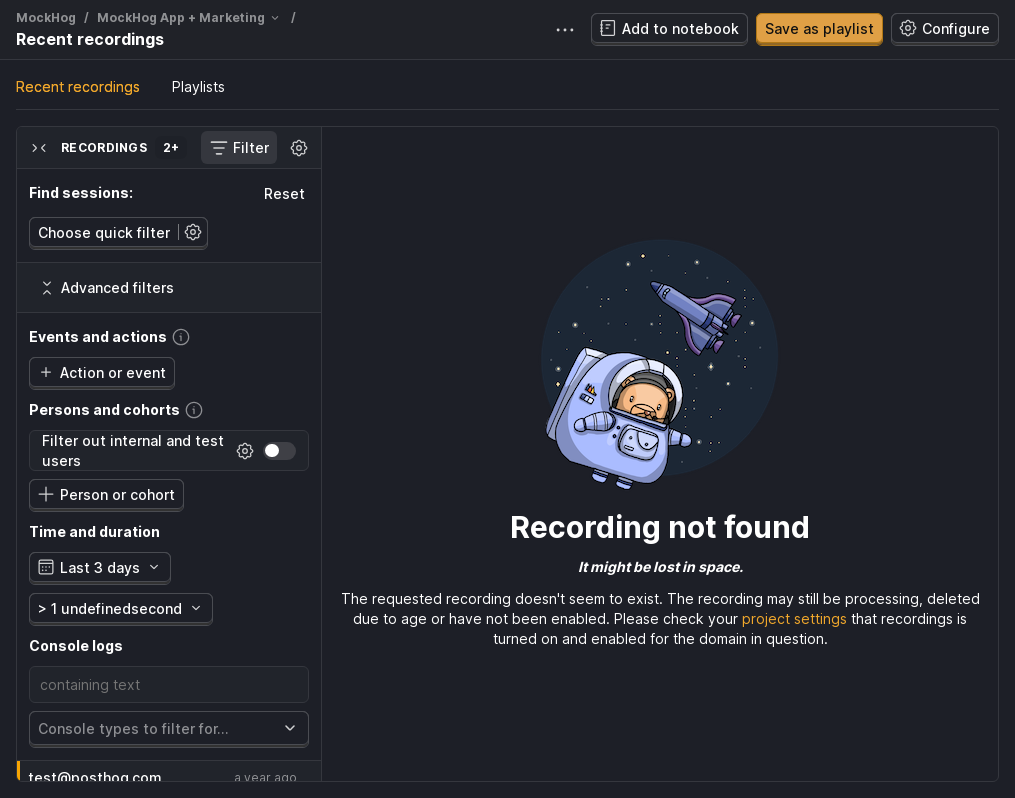 MockHog / MockHog App + Marketing /
Recent recordings
Add to notebook
Save as playlist
Configure
Recent recordings
Playlists
RECORDINGS 2+
Filter
Find sessions:
Reset
Choose quick filter
Advanced filters
Events and actions
Action or event
Persons and cohorts
Filter out internal and test
users
Person or cohort
Time and duration
Last 3 days
> 1 undefinedsecond
Console logs
containing text
Console types to filter for...
test@posthog.com
a year ago
Recording not found
It might be lost in space.
The requested recording doesn't seem to exist. The recording may still be processing, deleted
due to age or have not been enabled. Please check your project settings that recordings is
turned on and enabled for the domain in question.